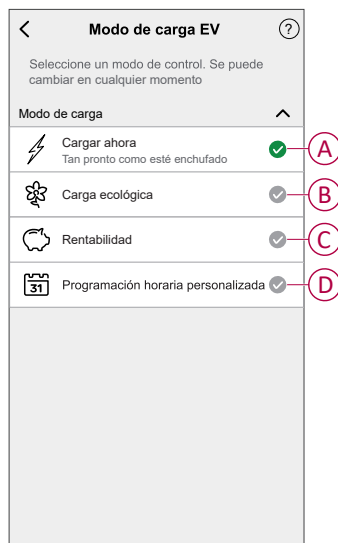 Modo de carga EV
?
Seleccione un modo de control. Se puede
cambiar en cualquier momento
Modo de carga
Cargar ahora
Tan pronto como esté enchufado
A
Carga ecológica
B
Rentabilidad
C
31
Programación horaria personalizada
D